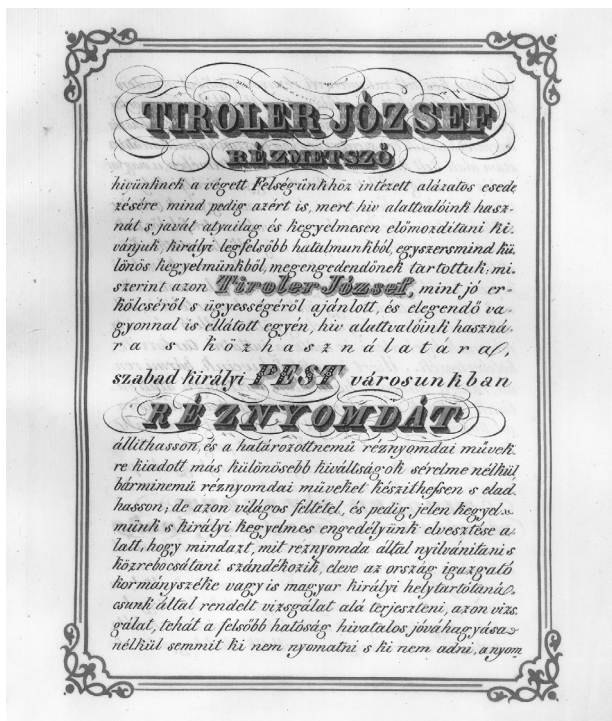 TIROLER JÓZSEF
RÉZMETSZŐ
hivünknek a végett Felségünkhöz intézett alázatos esede,
zésére, mind pedig azért is, mert hiv alattvalóink hasz-
nát s javát atyailag és kegyelmesen előmozditani ki-
vánjuk, királyi legfelsőbb hatalmunkból, egyszersmind kü,
lönös kegyelmünkből, megengedendőnek tartottuk; mi-
szerint azon Tiroler József, mint jó er-
kölcséről s ügyességéről ajánlott, és elegendő va-
gyonnal is ellátott egyén, hiv alattvalóink haszná-
ra s közhasználatára,
szabad királyi PEST városunkban
RÉZNYOMDÁT
állithasson, és a határozottnemü réznyomdai művek,
re kiadott más különösebb kiváltságok sérelme nélkül
bárminemü réznyomdai műveket készithessen s elad,
hasson; de azon világos feltétel, és pedig jelen kegyel-
münk s királyi kegyelmes engedélyünk elvesztése a-
latt, hogy mindazt, mit réznyomda által nyilvánitani s
közrebocsátani szándékozik, eleve az ország igazgató
kormányszéke vagyis magyar királyi helytartótaná,
csunk által rendelt vizsgálat alá terjeszteni, azon vizs,
gálat, tehát a felsőbb hatóság hivatalos jóváhagyása
nélkül semmit ki nem nyomatni s ki nem adni, a nyom